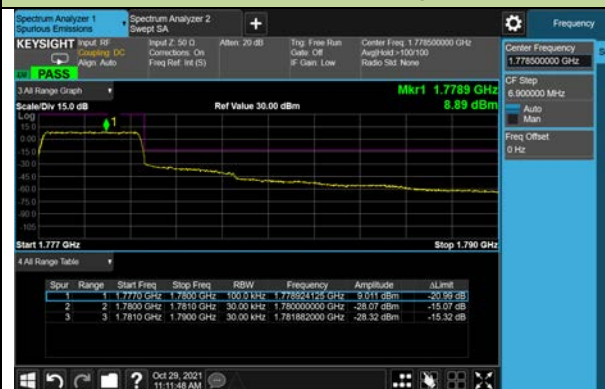 Spectrum Analyzer 1
Spurious Emissions
Spectrum Analyzer 2
Swept SA
+
Frequency
KEYSIGHT
Input: RF
Coupling: DC
Align: Auto
Input Z: 50 Ω
Corrections: On
Freq Ref: Int (S)
Atten: 20 dB
Trig: Free Run
Gate: Off
IF Gain: Low
Center Freq: 1.778500000 GHz
Avg|Hold:>100/100
Radio Std: None
PASS
Center Frequency
1.778500000 GHz
CF Step
6.900000 MHz
Auto
Man
Freq Offset
0 Hz
3 All Range Graph
Mkr1 1.7789 GHz
8.89 dBm
Scale/Div 15.0 dB
Ref Value 30.00 dBm
Log
15.0
0.00
-15.0
-30.0
-45.0
-60.0
-75.0
-90.0
-105
1
Start 1.777 GHz
Stop 1.790 GHz
4 All Range Table
Spur Range Start Freq Stop Freq RBW Frequency Amplitude ΔLimit
1 1 1.7770 GHz 1.7800 GHz 100.0 kHz 1.778924125 GHz 9.011 dBm -20.99 dB
2 2 1.7800 GHz 1.7810 GHz 30.00 kHz 1.780000000 GHz -28.07 dBm -15.07 dB
3 3 1.7810 GHz 1.7900 GHz 30.00 kHz 1.781882000 GHz -28.32 dBm -15.32 dB
?
Oct 29, 2021
11:11:48 AM